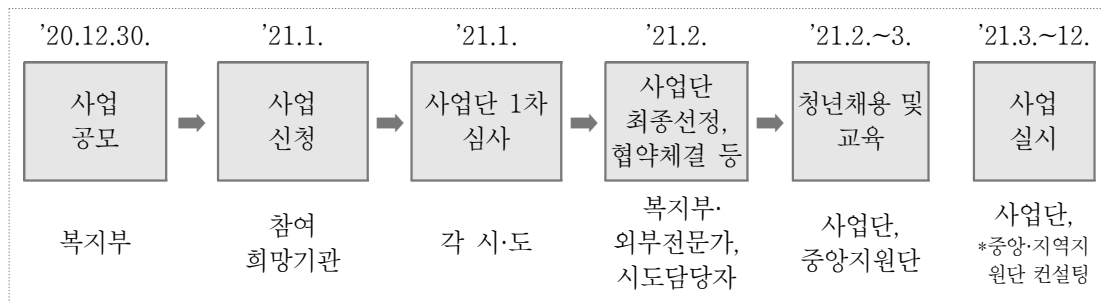 ’20.12.30.
’21.1.
’21.1.
’21.2.
’21.2.~3.
’21.3.~12.
사업
공모
사업
신청
사업단 1차
심사
사업단
최종선정,
협약체결 등
청년채용 및
교육
사업
실시
복지부
참여
희망기관
각 시·도
복지부·
외부전문가,
시도담당자
사업단,
중앙지원단
사업단,
*중앙·지역지
원단 컨설팅